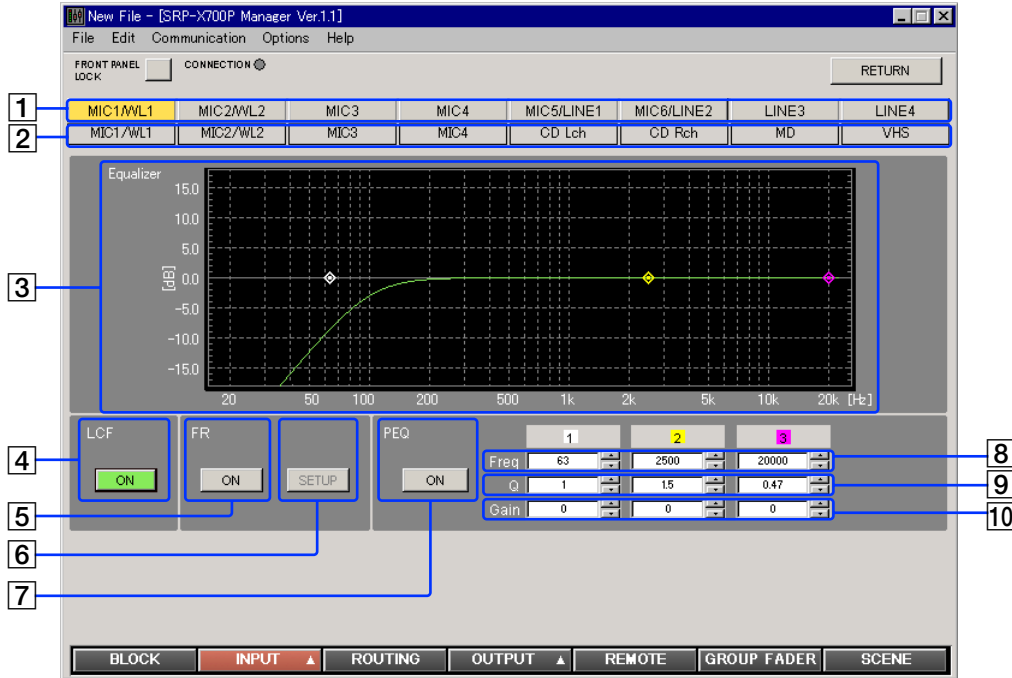 New File - [SRP-X700P Manager Ver.1.1]
File Edit Communication Options Help
FRONT PANEL LOCK CONNECTION RETURN
1 MIC1/WL1 MIC2/WL2 MIC3 MIC4 MIC5/LINE1 MIC6/LINE2 LINE3 LINE4
2 MIC1/WL1 MIC2/WL2 MIC3 MIC4 CD Lch CD Rch MD VHS
Equalizer
15.0
10.0
5.0
3 [dB] 0.0
-5.0
-10.0
-15.0
20 50 100 200 500 1k 2k 5k 10k 20k [Hz]
LCF FR PEQ 1 2 3
4 ON ON SETUP ON Freq 63 2500 20000 8
Q 1 1.5 0.47 9
5 Gain 0 0 0 10
6
7
BLOCK INPUT ▲ ROUTING OUTPUT ▲ REMOTE GROUP FADER SCENE